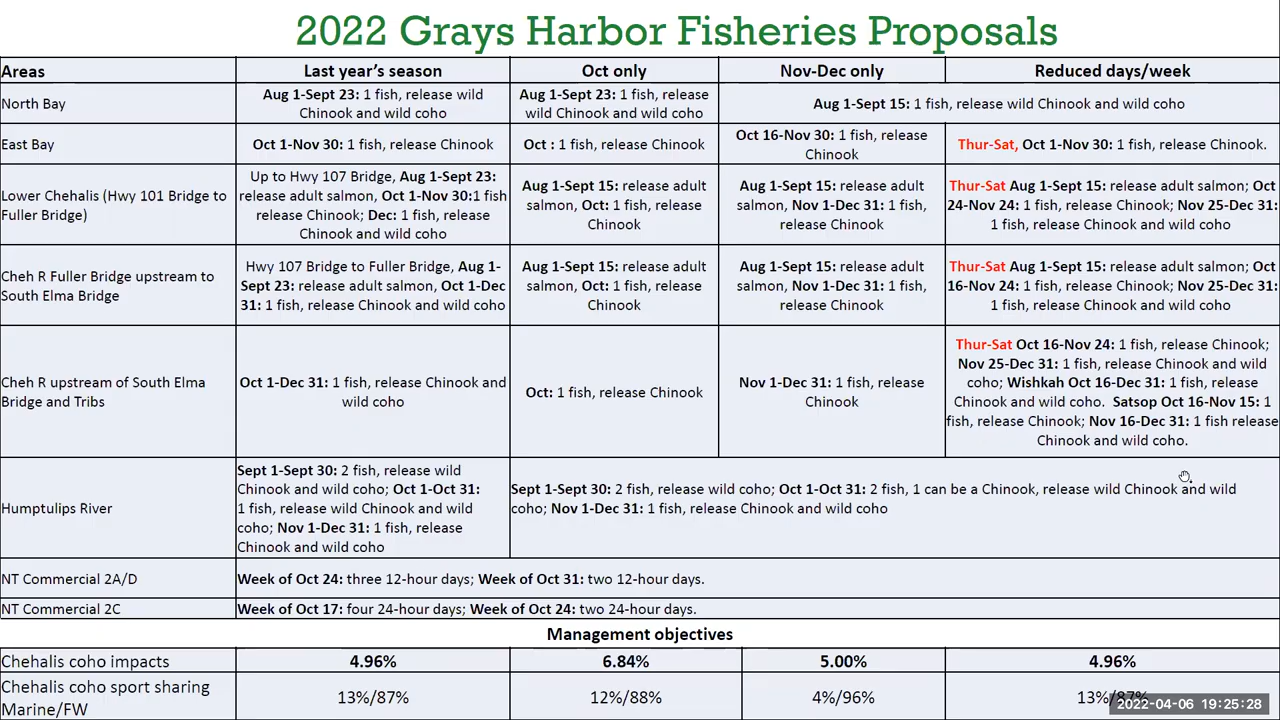 2022 Grays Harbor Fisheries Proposals
Areas
Last year's season
Oct only
Nov-Dec only
Reduced days/week
North Bay
Aug 1-Sept 23: 1 fish, release wild
Chinook and wild coho
Aug 1-Sept 23: 1 fish, release
wild Chinook and wild coho
Aug 1-Sept 15: 1 fish, release wild Chinook and wild coho
East Bay
Oct 1-Nov 30: 1 fish, release Chinook
Oct : 1 fish, release Chinook
Oct 16-Nov 30: 1 fish, release
Chinook
Thur-Sat, Oct 1-Nov 30: 1 fish, release Chinook.
Lower Chehalis (Hwy 101 Bridge to
Fuller Bridge)
Up to Hwy 107 Bridge, Aug 1-Sept 23:
release adult salmon, Oct 1-Nov 30:1 fish
release Chinook; Dec: 1 fish, release
Chinook and wild coho
Aug 1-Sept 15: release adult
salmon, Oct: 1 fish, release
Chinook
Aug 1-Sept 15: release adult
salmon, Nov 1-Dec 31: 1 fish,
release Chinook
Thur-Sat Aug 1-Sept 15: release adult salmon; Oct
24-Nov 24: 1 fish, release Chinook; Nov 25-Dec 31:
1 fish, release Chinook and wild coho
Cheh R Fuller Bridge upstream to
South Elma Bridge
Hwy 107 Bridge to Fuller Bridge, Aug 1-
Sept 23: release adult salmon, Oct 1-Dec
31: 1 fish, release Chinook and wild coho
Aug 1-Sept 15: release adult
salmon, Oct: 1 fish, release
Chinook
Aug 1-Sept 15: release adult
salmon, Nov 1-Dec 31: 1 fish,
release Chinook
Thur-Sat Aug 1-Sept 15: release adult salmon; Oct
16-Nov 24: 1 fish, release Chinook; Nov 25-Dec 31:
1 fish, release Chinook and wild coho
Cheh R upstream of South Elma
Bridge and Tribs
Oct 1-Dec 31: 1 fish, release Chinook and
wild coho
Oct: 1 fish, release Chinook
Nov 1-Dec 31: 1 fish, release
Chinook
Thur-Sat Oct 16-Nov 24: 1 fish, release Chinook;
Nov 25-Dec 31: 1 fish, release Chinook and wild
coho; Wishkah Oct 16-Dec 31: 1 fish, release
Chinook and wild coho. Satsop Oct 16-Nov 15: 1
fish, release Chinook; Nov 16-Dec 31: 1 fish release
Chinook and wild coho.
Humptulips River
Sept 1-Sept 30: 2 fish, release wild
Chinook and wild coho; Oct 1-Oct 31:
1 fish, release wild Chinook and wild
coho; Nov 1-Dec 31: 1 fish, release
Chinook and wild coho
Sept 1-Sept 30: 2 fish, release wild coho; Oct 1-Oct 31: 2 fish, 1 can be a Chinook, release wild Chinook and wild
coho; Nov 1-Dec 31: 1 fish, release Chinook and wild coho
NT Commercial 2A/D
Week of Oct 24: three 12-hour days; Week of Oct 31: two 12-hour days.
NT Commercial 2C
Week of Oct 17: four 24-hour days; Week of Oct 24: two 24-hour days.
Management objectives
Chehalis coho impacts
4.96%
6.84%
5.00%
4.96%
Chehalis coho sport sharing
Marine/FW
13%/87%
12%/88%
4%/96%
13%/87%
2022-04-06 19:25:28